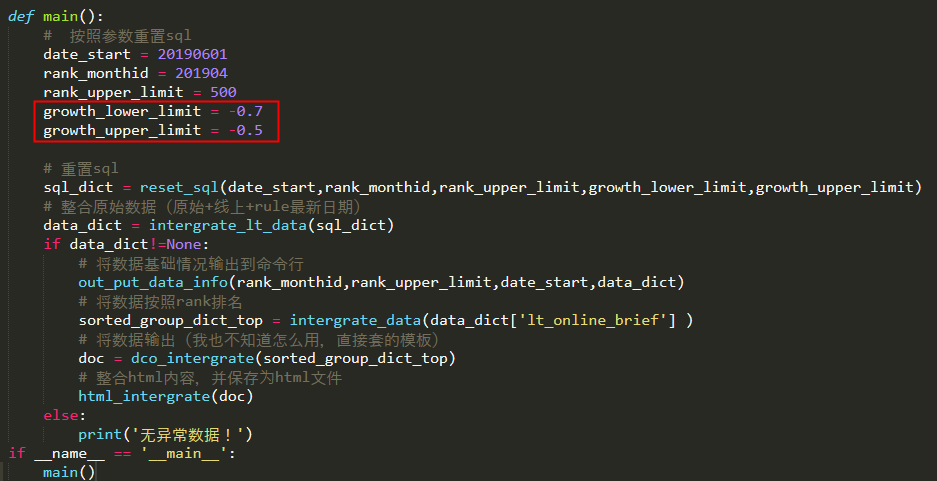 def main():
    #  按照参数重置sql
    date_start = 20190601
    rank_monthid = 201904
    rank_upper_limit = 500
    growth_lower_limit = -0.7
    growth_upper_limit = -0.5
    # 重置sql
    sql_dict = reset_sql(date_start,rank_monthid,rank_upper_limit,growth_lower_limit,growth_upper_limit)
    # 整合原始数据（原始+线上+rule最新日期）
    data_dict = intergrate_lt_data(sql_dict)
    if data_dict!=None:
        # 将数据基础情况输出到命令行
        out_put_data_info(rank_monthid,rank_upper_limit,date_start,data_dict)
        # 将数据按照rank排名
        sorted_group_dict_top = intergrate_data(data_dict['lt_online_brief'] )
        # 将数据输出（我也不知道怎么用，直接套的模板）
        doc = dco_intergrate(sorted_group_dict_top)
        # 整合html内容，并保存为html文件
        html_intergrate(doc)
    else:
        print('无异常数据！')
if __name__ == '__main__':
    main()